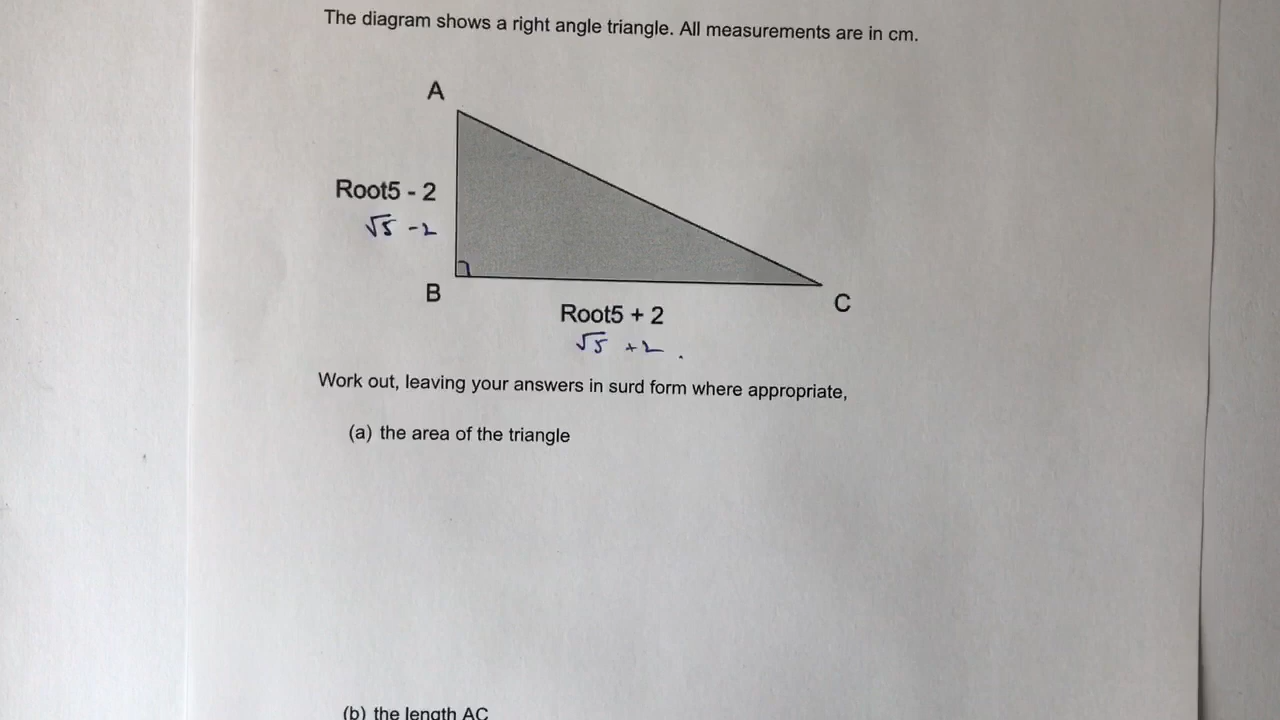 The diagram shows a right angle triangle. All measurements are in cm.
A
Root5 - 2
√5 -2
B
C
Root5 + 2
√5 +2 .
Work out, leaving your answers in surd form where appropriate,
(a) the area of the triangle
(b) the length AC